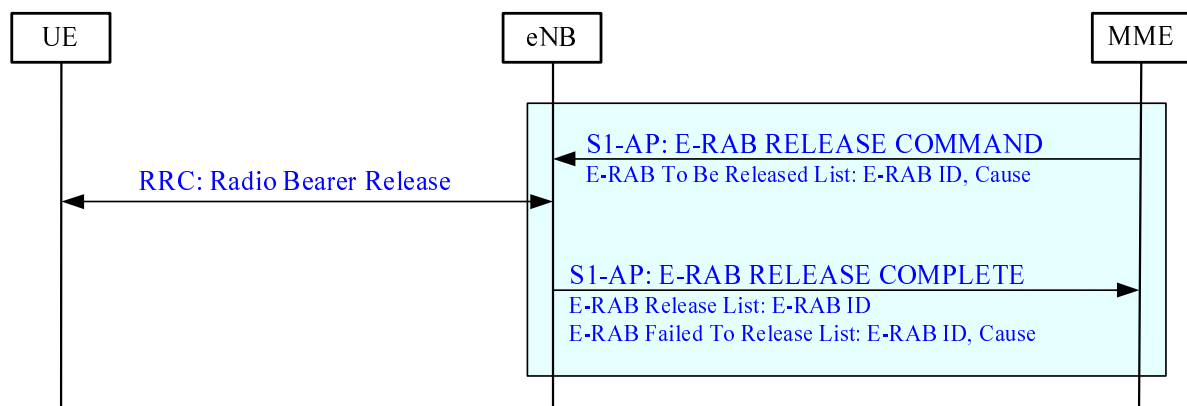 UE
eNB
MME
S1-AP: E-RAB RELEASE COMMAND
E-RAB To Be Released List: E-RAB ID, Cause
RRC: Radio Bearer Release
S1-AP: E-RAB RELEASE COMPLETE
E-RAB Release List: E-RAB ID
E-RAB Failed To Release List: E-RAB ID, Cause